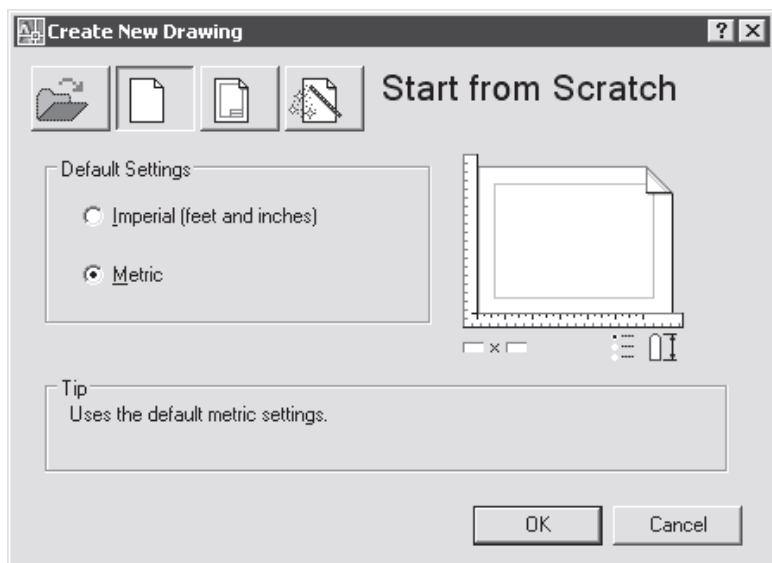 Create New Drawing
Start from Scratch
Default Settings
Imperial (feet and inches)
Metric
Tip
Uses the default metric settings.
OK
Cancel